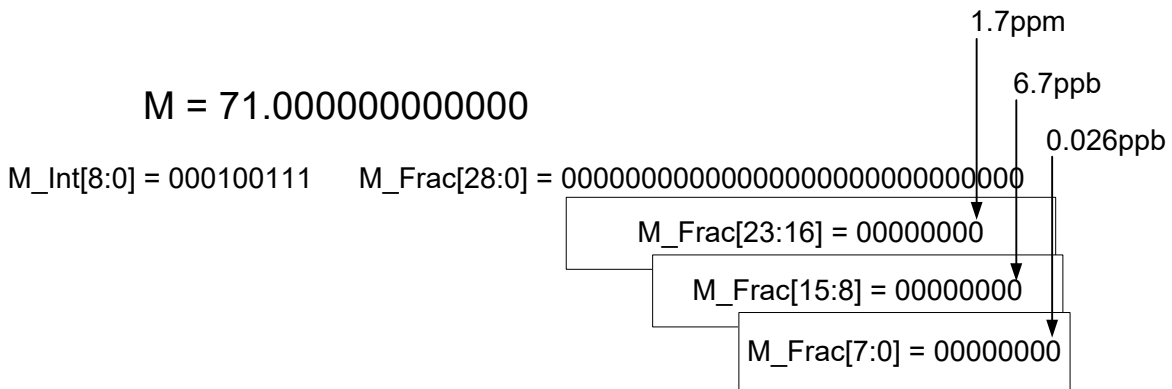 1.7ppm
6.7ppb
M = 71.000000000000
0.026ppb
M_Int[8:0] = 000100111 M_Frac[28:0] = 00000000000000000000000000000
M_Frac[23:16] = 00000000
M_Frac[15:8] = 00000000
M_Frac[7:0] = 00000000